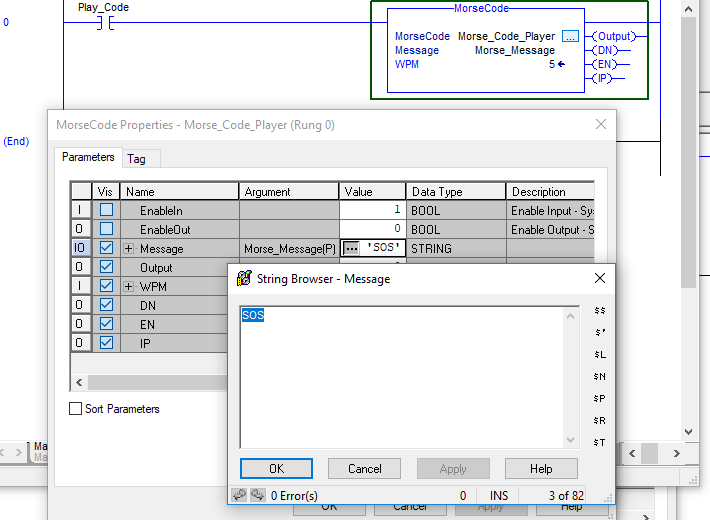 Play_Code
0
MorseCode
MorseCode Morse_Code_Player ... (Output)
Message Morse_Message (DN)
WPM 5 (EN)
(IP)
(End)
MorseCode Properties - Morse_Code_Player (Rung 0)
Parameters Tag
Vis Name Argument Value Data Type Description
I EnableIn 1 BOOL Enable Input - Sys
O EnableOut 0 BOOL Enable Output - S
IO Message Morse_Message(P) ... 'SOS' STRING
O Output
I WPM
O DN
O EN
O IP
Sort Parameters
String Browser - Message
SOS
$$
$'
$L
$N
$P
$R
$T
OK Cancel Apply Help
0 Error(s) 0 INS 3 of 82
Ma
Ma
OK Cancel Apply Help